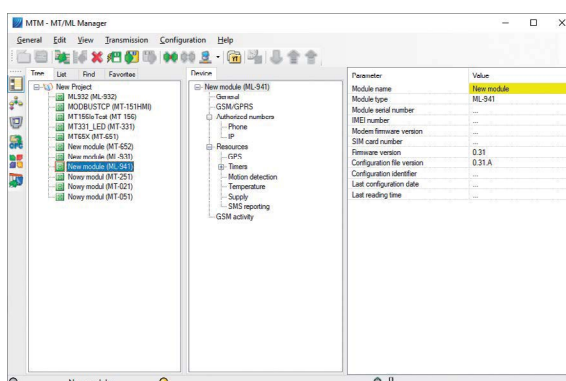 MTM - MT/ML Manager
General Edit View Transmission Configuration Help
Tree List Find Favorites
New Project
ML932 (ML-932)
MODBUSTCP (MT-151HMI)
MT156IoTest (MT 156)
MT331_LED (MT-331)
MT65X (MT-651)
New module (MT-652)
New module (ML-931)
New module (ML-941)
Nowy modul (MT-251)
Nowy modul (MT-021)
Nowy modul (MT-051)
Device
New module (ML-941)
General
GSM/GPRS
Authorized numbers
Phone
IP
Resources
GPS
Timers
Motion detection
Temperature
Supply
SMS reporting
GSM activity
Parameter Value
Module name New module
Module type ML-941
Module serial number ...
IMEI number ...
Modem firmware version ...
SIM card number ...
Firmware version 0.31
Configuration file version 0.31.A
Configuration identifier ...
Last configuration date ...
Last reading time ...